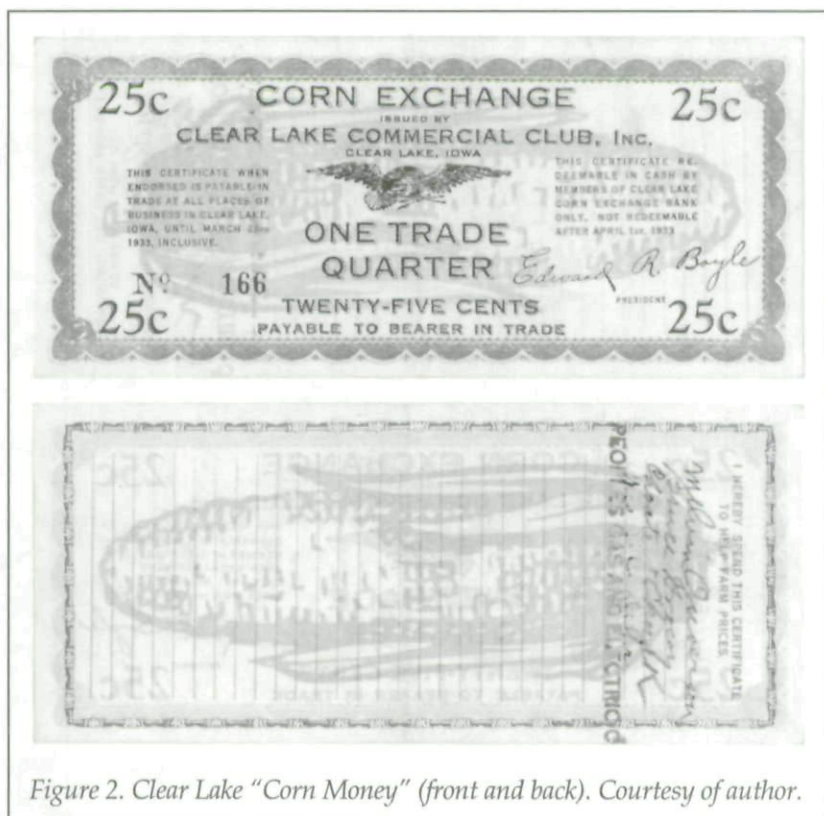 25c
CORN EXCHANGE
25c
ISSUED BY
CLEAR LAKE COMMERCIAL CLUB, INC.
CLEAR LAKE, IOWA
THIS CERTIFICATE WHEN
ENDORSED IS PAYABLE IN
TRADE AT ALL PLACES OF
BUSINESS IN CLEAR LAKE,
IOWA, UNTIL MARCH
1933, INCLUSIVE.
THIS CERTIFICATE RE-
DEEMABLE IN CASH BY
MEMBERS OF CLEAR LAKE
CORN EXCHANGE BANK
ONLY. NOT REDEEMABLE
AFTER APRIL 1st, 1933
ONE TRADE
QUARTER
Edward R. Boyle
PRESIDENT
No 166
25c
TWENTY-FIVE CENTS
25c
PAYABLE TO BEARER IN TRADE
I HEREBY SPEND THIS CERTIFICATE
TO HELP FARM PRICES.
PEOPLES GAS AND ELECTRIC
Figure 2. Clear Lake “Corn Money” (front and back). Courtesy of author.